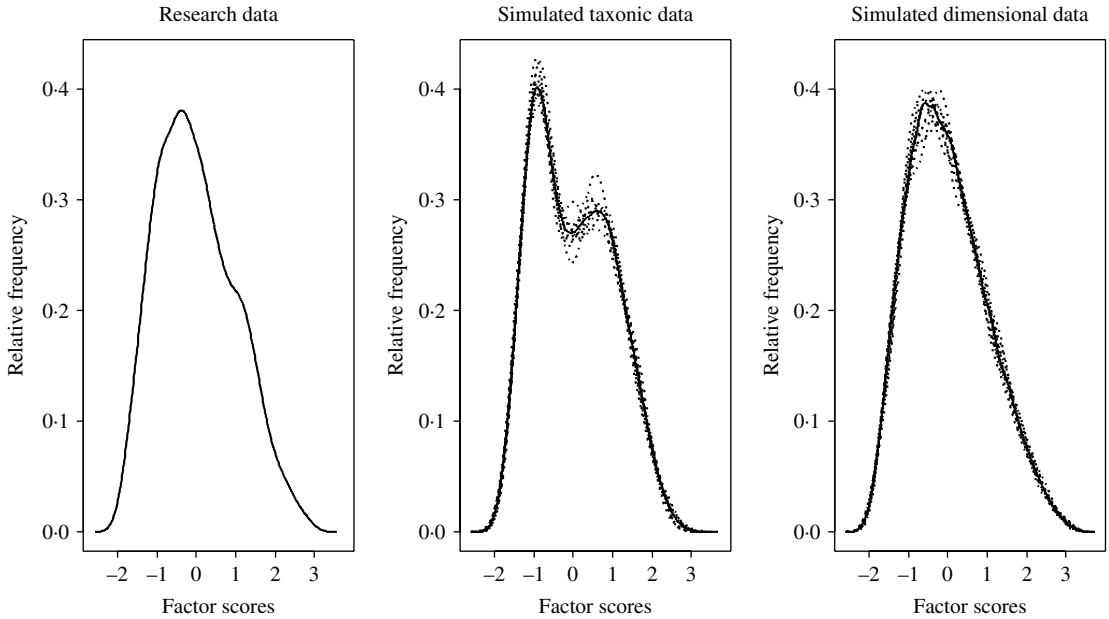 Research data
Relative frequency
0·4
0·3
0·2
0·1
0·0
–2 –1 0 1 2 3
Factor scores
Simulated taxonic data
Relative frequency
0·4
0·3
0·2
0·1
0·0
–2 –1 0 1 2 3
Factor scores
Simulated dimensional data
Relative frequency
0·4
0·3
0·2
0·1
0·0
–2 –1 0 1 2 3
Factor scores